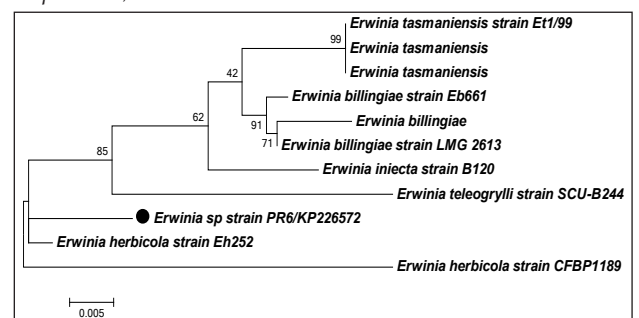 Erwinia tasmaniensis strain Et1/99
99
Erwinia tasmaniensis
Erwinia tasmaniensis
42
Erwinia billingiae strain Eb661
91
Erwinia billingiae
62
71
Erwinia billingiae strain LMG 2613
85
Erwinia iniecta strain B120
Erwinia teleogrylli strain SCU-B244
Erwinia sp strain PR6/KP226572
Erwinia herbicola strain Eh252
Erwinia herbicola strain CFBP1189
0.005